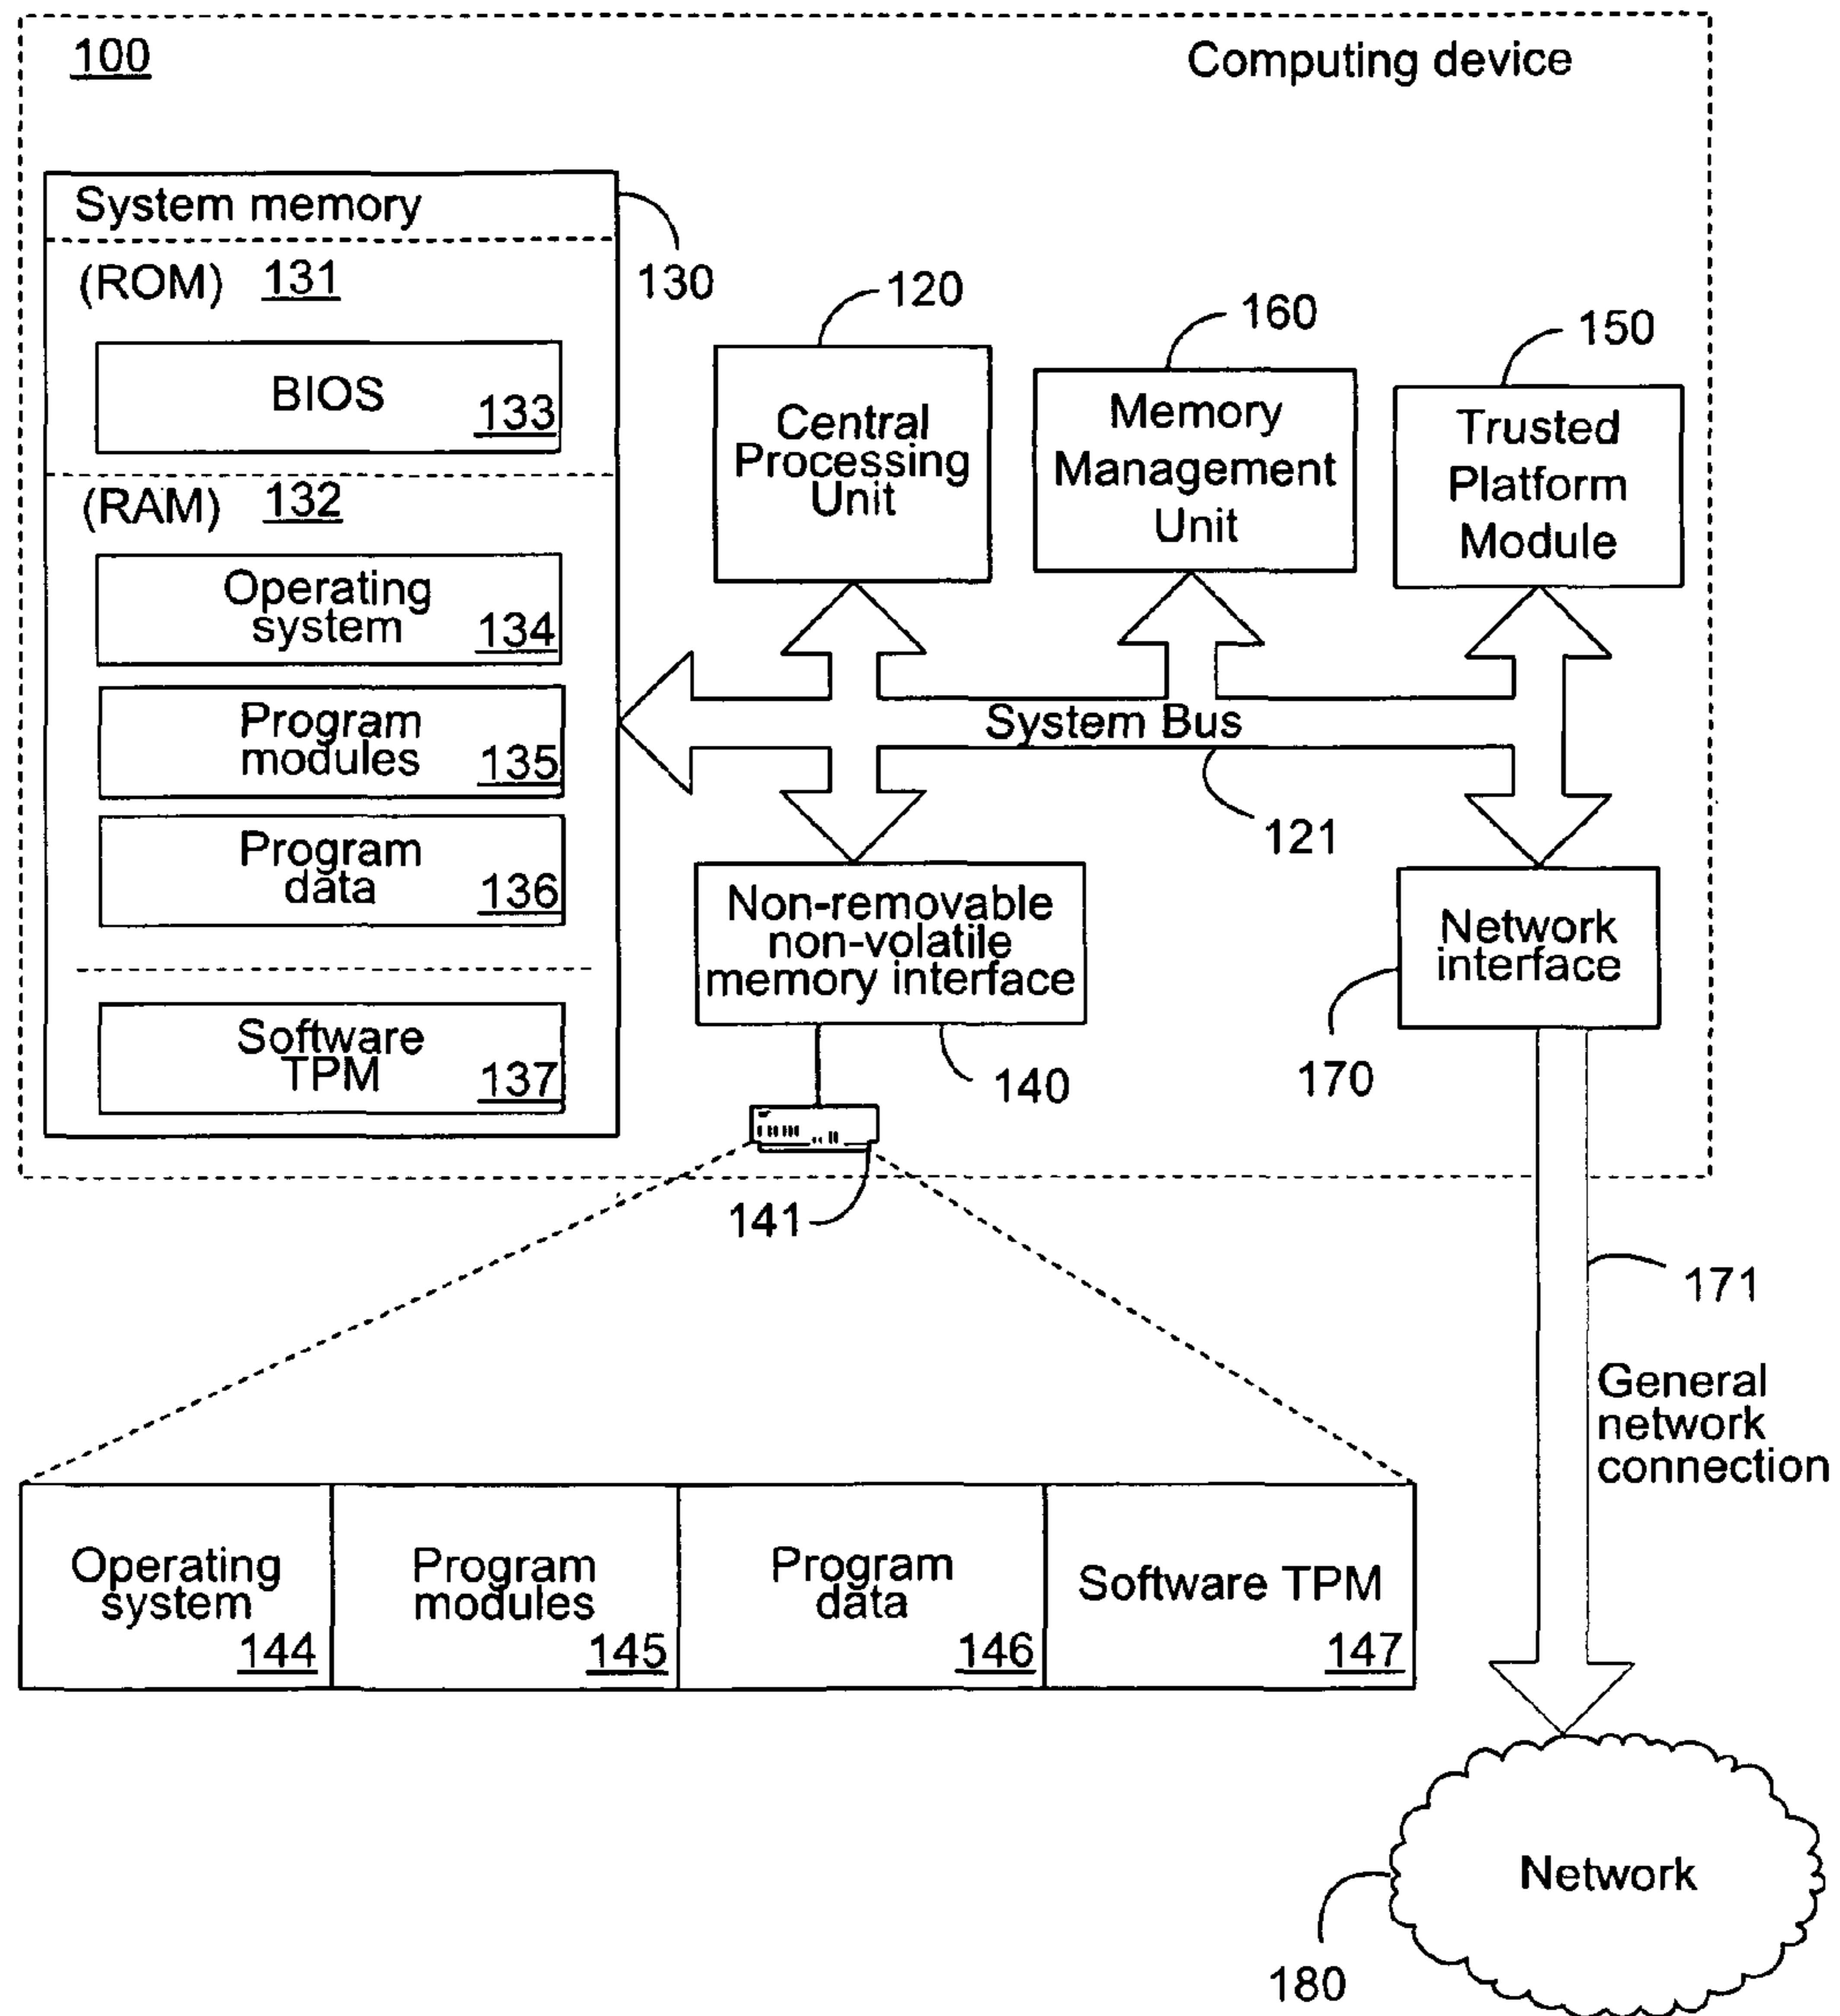 100
Computing device
System memory
130
(ROM) 131
BIOS
133
(RAM) 132
Operating
system
134
Program
modules
135
Program
data
136
Software
TPM
137
120
Central
Processing
Unit
160
Memory
Management
Unit
150
Trusted
Platform
Module
System Bus
121
Non-removable
non-volatile
memory interface
140
141
Network
interface
170
171
General
network
connection
Operating
system
144
Program
modules
145
Program
data
146
Software TPM
147
Network
180